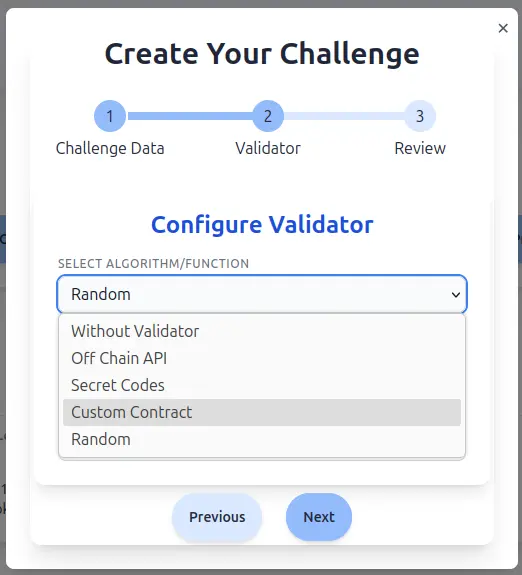 ×
Create Your Challenge
1 2 3
Challenge Data Validator Review
Configure Validator
SELECT ALGORITHM/FUNCTION
Random
Without Validator
Off Chain API
Secret Codes
Custom Contract
Random
Previous Next